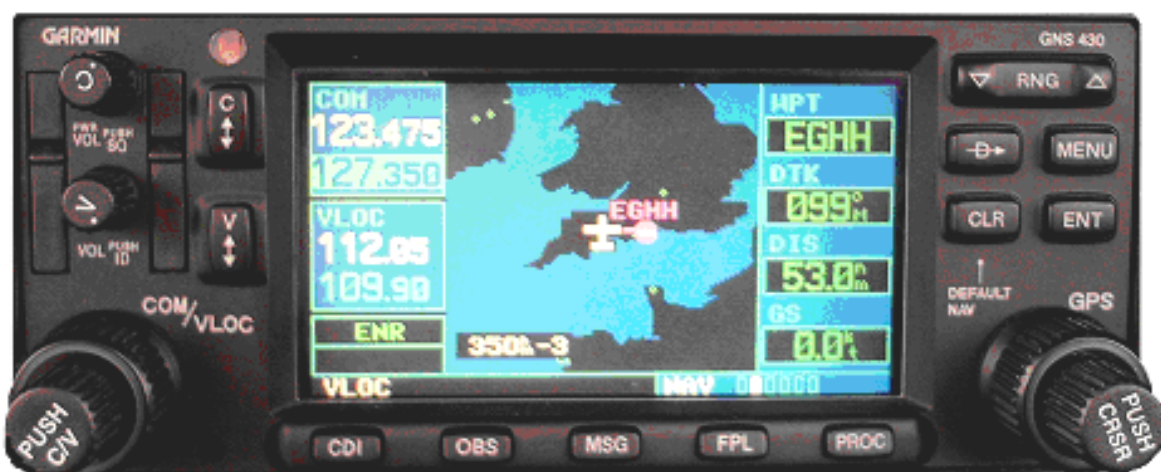 GARMIN
GNS 430
C
PWR
VOL
PUSH
SQ
C
V
VOL
PUSH
ID
V
COM/VLOC
PUSH
C/V
COM
123.475
127.350
VLOC
112.05
109.90
ENR
VLOC
EGHH
350nm-3
NAV
WPT
EGHH
DTK
099°M
DIS
53.0nm
GS
0.0kt
RNG
D
MENU
CLR
ENT
DEFAULT
NAV
GPS
PUSH
CRSR
CDI
OBS
MSG
FPL
PROC